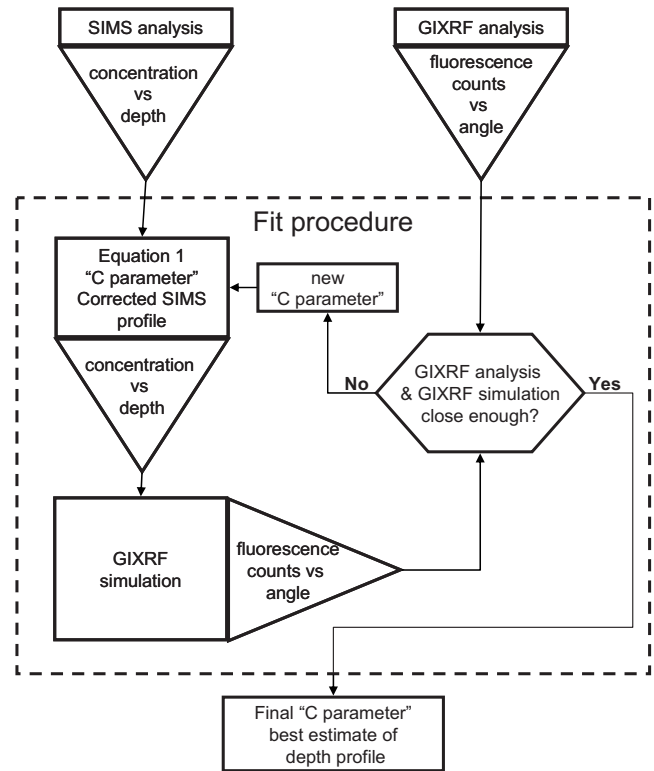 SIMS analysis
concentration
vs
depth
GIXRF analysis
fluorescence
counts
vs
angle
Fit procedure
Equation 1
“C parameter”
Corrected SIMS
profile
new
“C parameter”
concentration
vs
depth
No
GIXRF analysis
& GIXRF simulation
close enough?
Yes
GIXRF
simulation
fluorescence
counts vs
angle
Final “C parameter”
best estimate of
depth profile